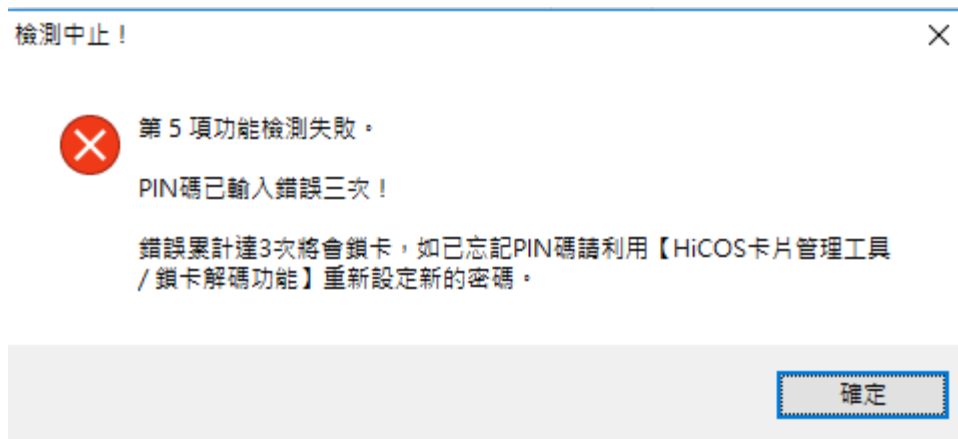 檢測中止！
第 5 項功能檢測失敗。
PIN碼已輸入錯誤三次！
錯誤累計達3次將會鎖卡，如已忘記PIN碼請利用【HiCOS卡片管理工具
/ 鎖卡解碼功能】重新設定新的密碼。
確定